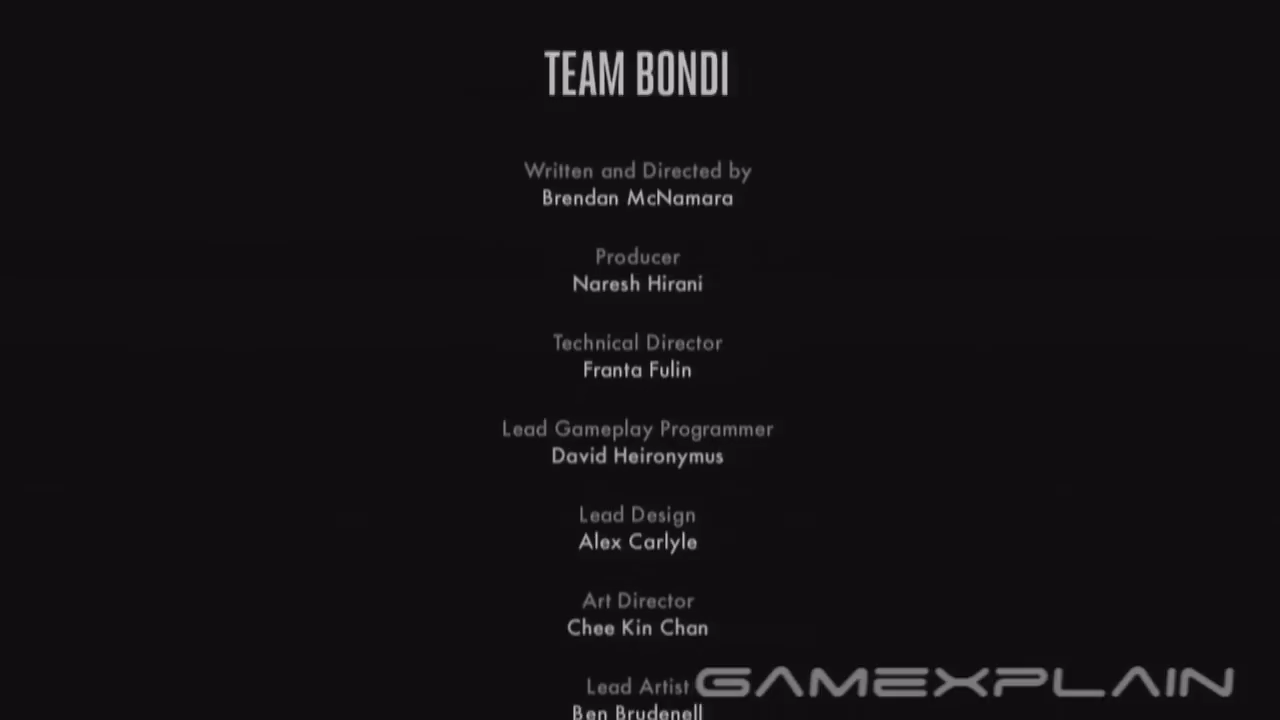 TEAM BONDI
Written and Directed by
Brendan McNamara
Producer
Naresh Hirani
Technical Director
Franta Fulin
Lead Gameplay Programmer
David Heironymus
Lead Design
Alex Carlyle
Art Director
Chee Kin Chan
Lead Artist
Ben Brudenell
GAMEXPLAIN